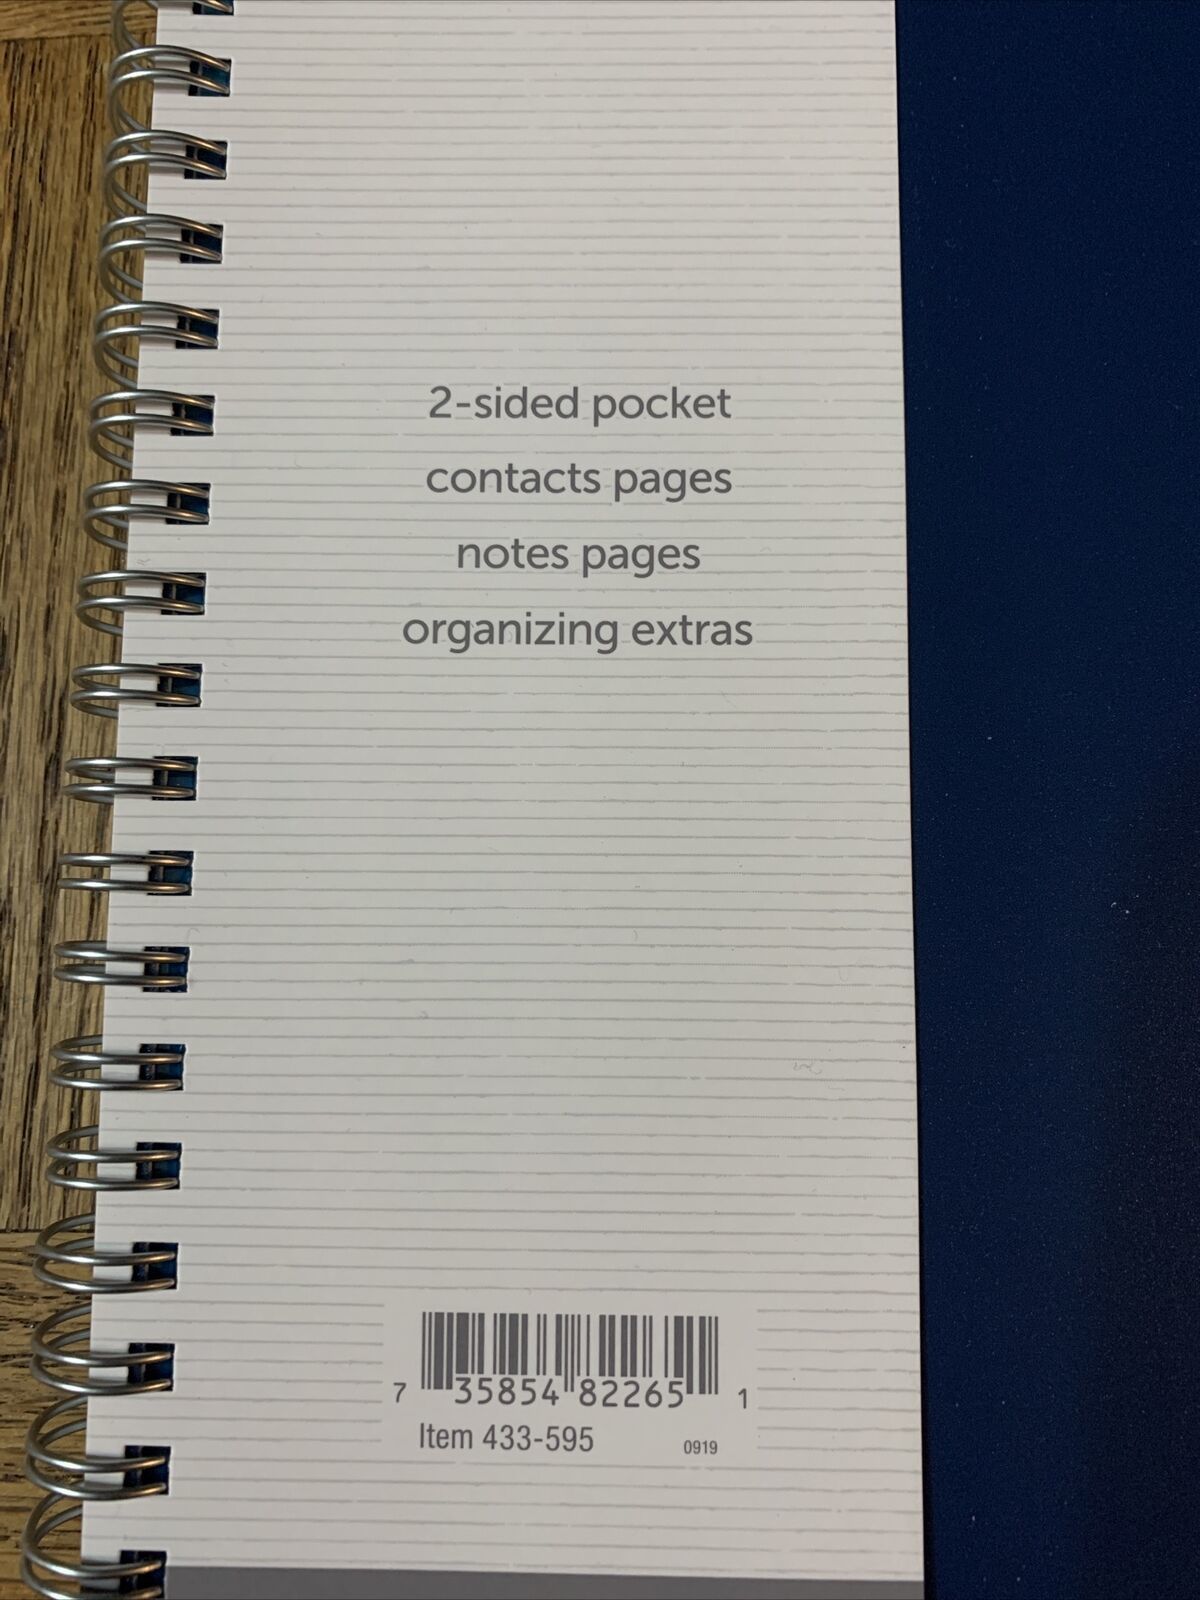 2-sided pocket
contacts pages
notes pages
organizing extras
7 35854 82265 1
Item 433-595 0919